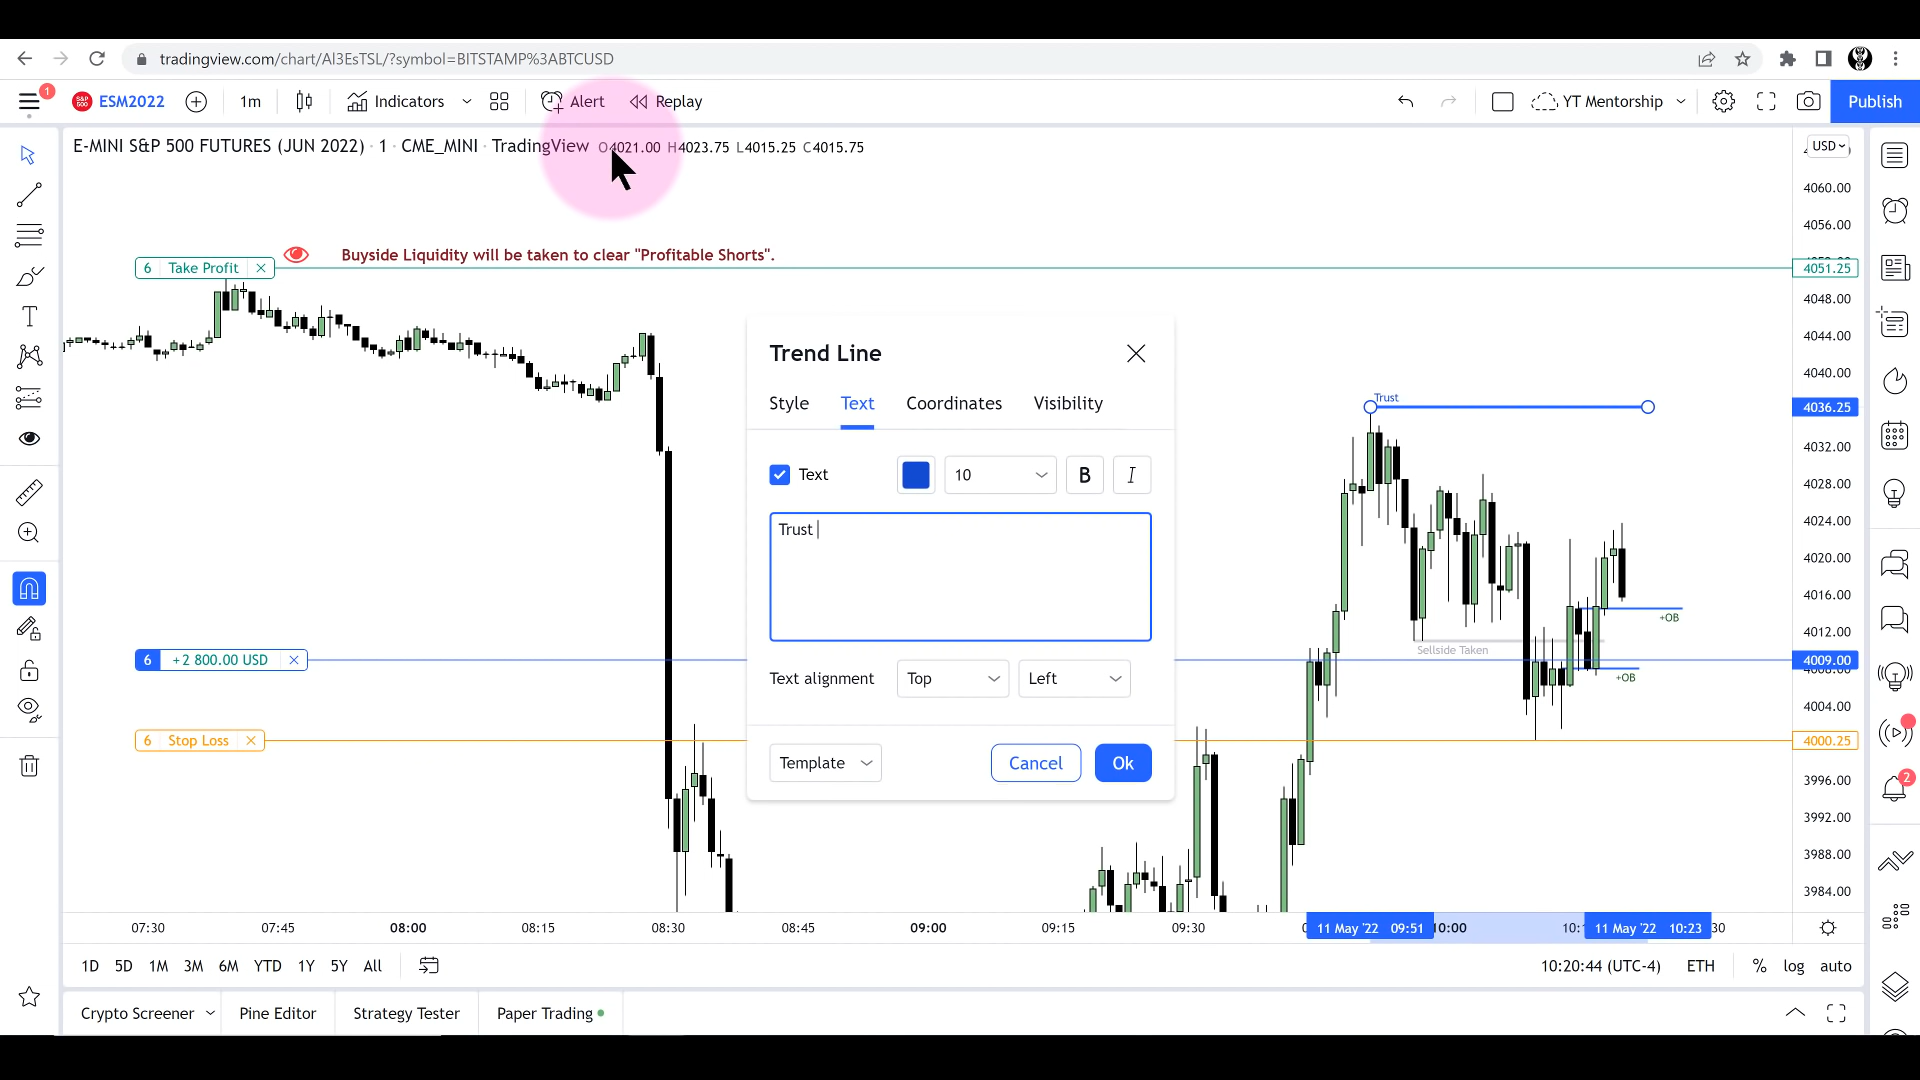 tradingview.com/chart/Al3EsTSL/?symbol=BITSTAMP%3ABTCUSD
1
ESM2022
1m
Indicators
Alert
Replay
YT Mentorship
Publish
E-MINI S&P 500 FUTURES (JUN 2022) · 1 · CME_MINI · TradingView O4021.00 H4023.75 L4015.25 C4015.75
USD
4060.00
4056.00
Buyside Liquidity will be taken to clear "Profitable Shorts".
6 Take Profit
4051.25
4048.00
4044.00
4040.00
4036.25
4032.00
4028.00
4024.00
4020.00
4016.00
4012.00
4009.00
4004.00
4000.25
3996.00
3992.00
3988.00
3984.00
Trend Line
Style
Text
Coordinates
Visibility
Text
10
B
I
Trust
Text alignment
Top
Left
Template
Cancel
Ok
Trust
+OB
Sellside Taken
+OB
6 +2 800.00 USD
6 Stop Loss
2
07:30
07:45
08:00
08:15
08:30
08:45
09:00
09:15
09:30
11 May '22 09:51
10:00
11 May '22 10:23
1D
5D
1M
3M
6M
YTD
1Y
5Y
All
10:20:44 (UTC-4)
ETH
%
log
auto
Crypto Screener
Pine Editor
Strategy Tester
Paper Trading